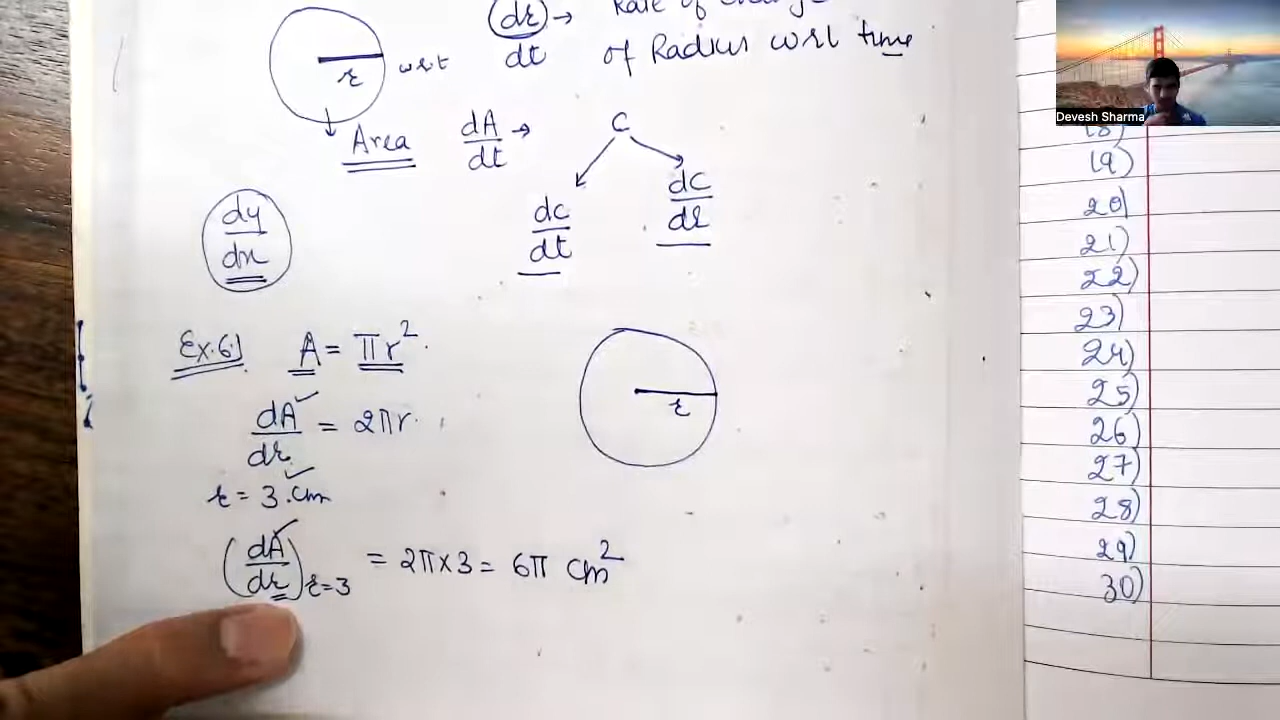 (dr) → Rate of change
dt of Radius wrt time
r wrt
Area dA/dt → C
dc/dt dC/dr
dy/dx
Ex. 6.1 A = πr².
dA/dr = 2πr.
r
r = 3.cm
(dA/dr)r=3 = 2π×3 = 6π cm²
Devesh Sharma
18)
19)
20)
21)
22)
23)
24)
25)
26)
27)
28)
29)
30)